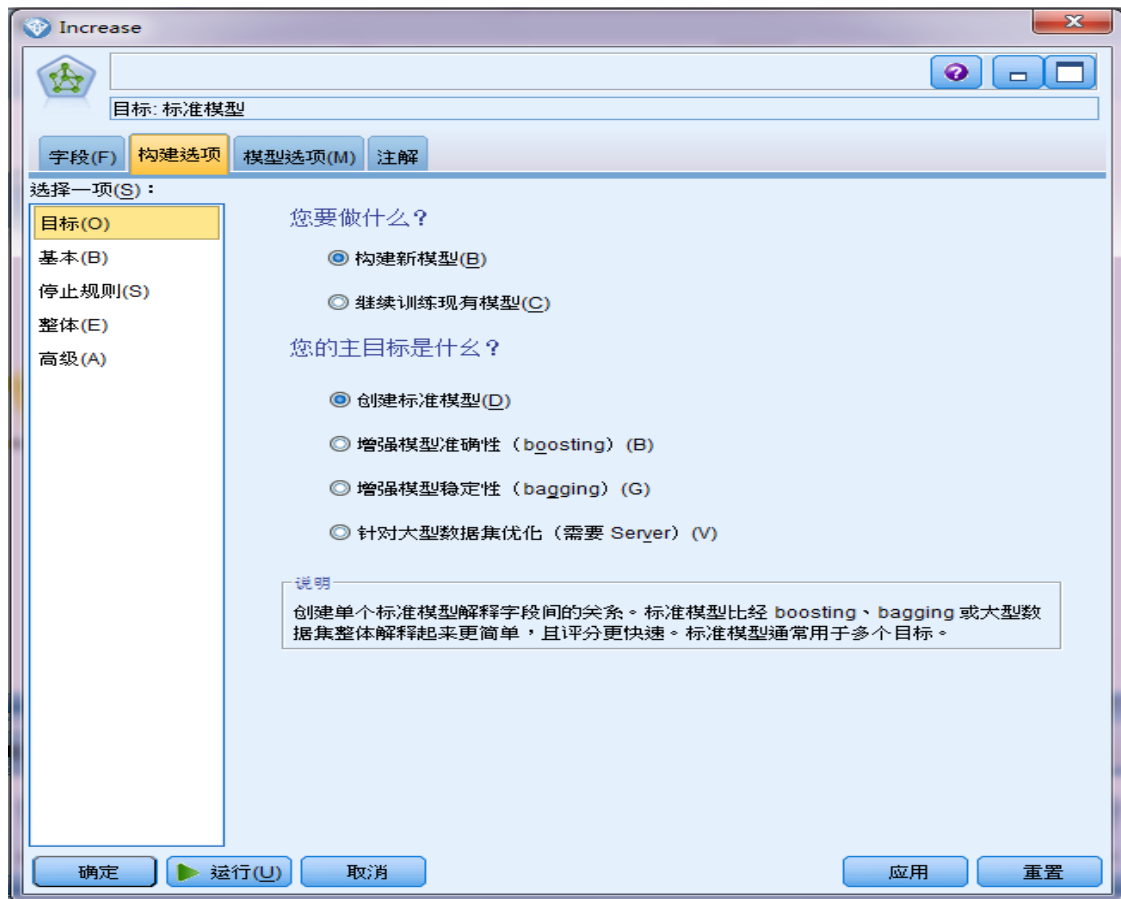 Increase
目标: 标准模型
字段(F) 构建选项 模型选项(M) 注解
选择一项(S)：
目标(O)
基本(B)
停止规则(S)
整体(E)
高级(A)
您要做什么？
构建新模型(B)
继续训练现有模型(C)
您的主目标是什么？
创建标准模型(D)
增强模型准确性（boosting）(B)
增强模型稳定性（bagging）(G)
针对大型数据集优化（需要 Server）(V)
说明
创建单个标准模型解释字段间的关系。标准模型比经 boosting、bagging 或大型数
据集整体解释起来更简单，且评分更快速。标准模型通常用于多个目标。
确定 运行(U) 取消 应用 重置